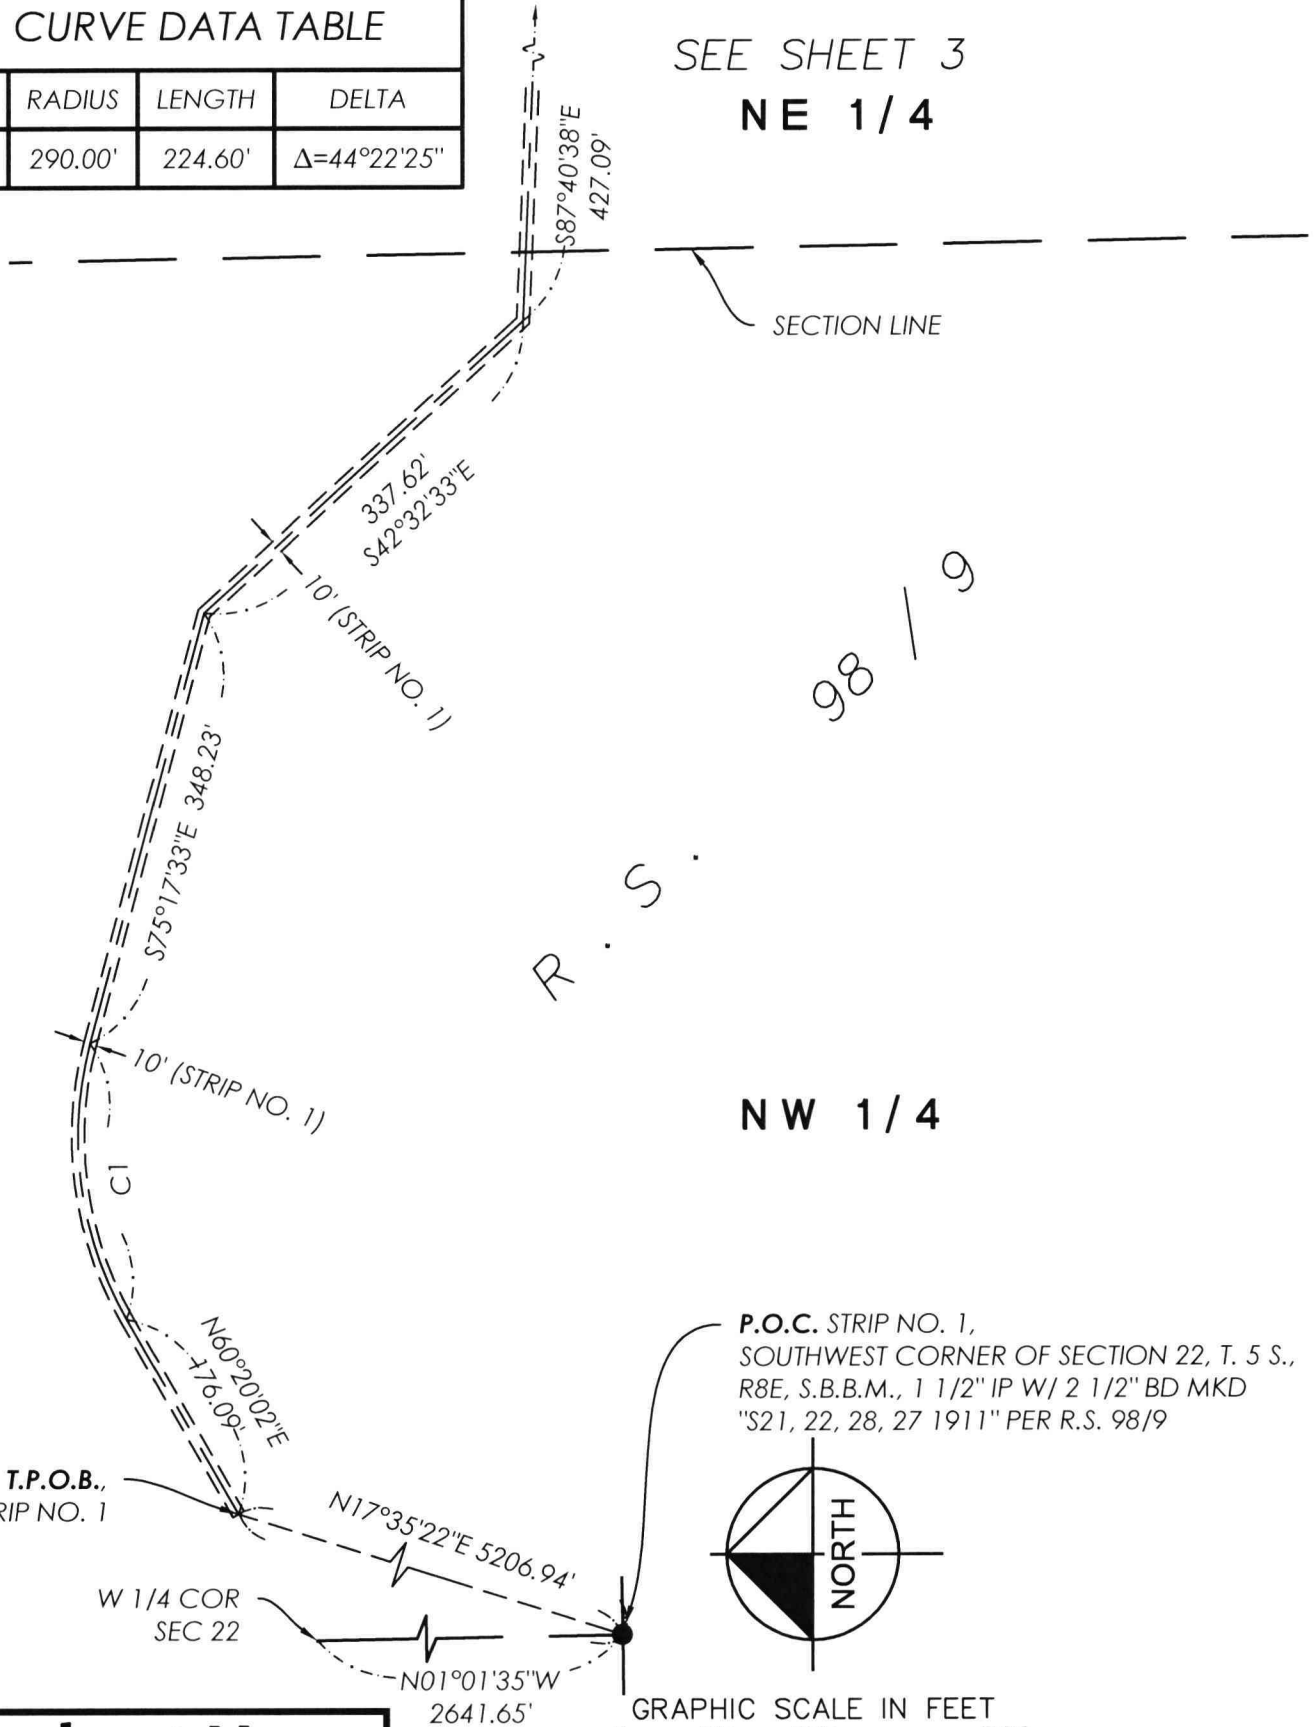 CURVE DATA TABLE
RADIUS LENGTH DELTA
290.00' 224.60' Δ=44°22'25"
SEE SHEET 3
NE 1/4
S87°40'38"E
427.09'
SECTION LINE
337.62'
S42°32'33"E
10' (STRIP NO. 1)
98/9
S75°17'33"E 348.23'
R.S.
10' (STRIP NO. 1)
NW 1/4
C1
N60°20'02"E
176.09'
P.O.C. STRIP NO. 1,
SOUTHWEST CORNER OF SECTION 22, T. 5 S.,
R8E, S.B.B.M., 1 1/2" IP W/ 2 1/2" BD MKD
"S21, 22, 28, 27 1911" PER R.S. 98/9
T.P.O.B.,
NO. 1
N17°35'22"E 5206.94'
NORTH
W 1/4 COR
SEC 22
N01°01'35"W
2641.65'
GRAPHIC SCALE IN FEET